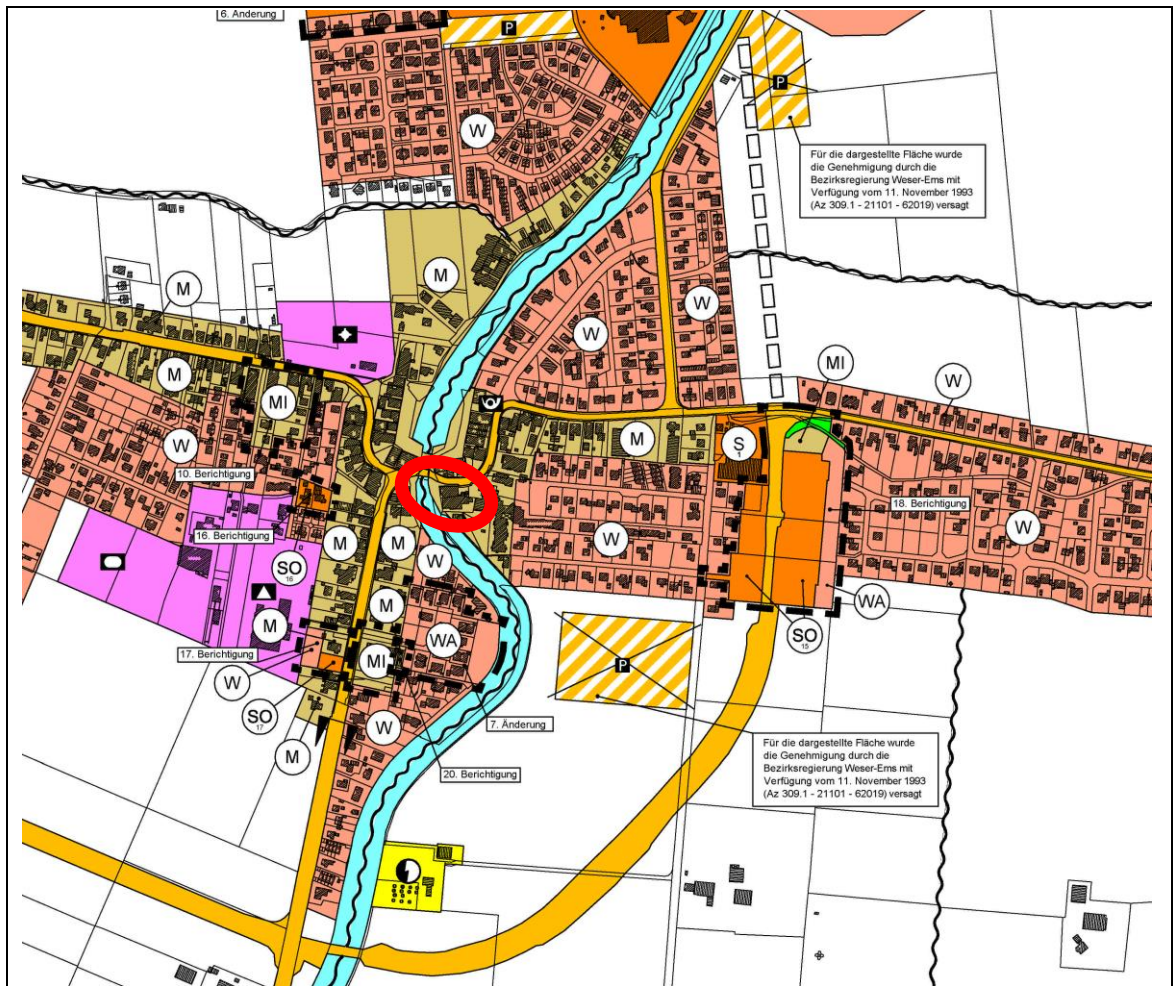 6. Änderung
P
W
P
Für die dargestellte Fläche wurde
die Genehmigung durch die
Bezirksregierung Weser-Ems mit
Verfügung vom 11. November 1993
(Az 309.1 - 21101 - 62019) versagt
M
M
W
W
MI
W
M
MI
M
S
1
W
10. Berichtigung
18. Berichtigung
16. Berichtigung
M
M
W
W
W
SO
16
M
M
WA
WA
P
SO
15
17. Berichtigung
MI
W
SO
17
W
7. Änderung
M
20. Berichtigung
Für die dargestellte Fläche wurde
die Genehmigung durch die
Bezirksregierung Weser-Ems mit
Verfügung vom 11. November 1993
(Az 309.1 - 21101 - 62019) versagt